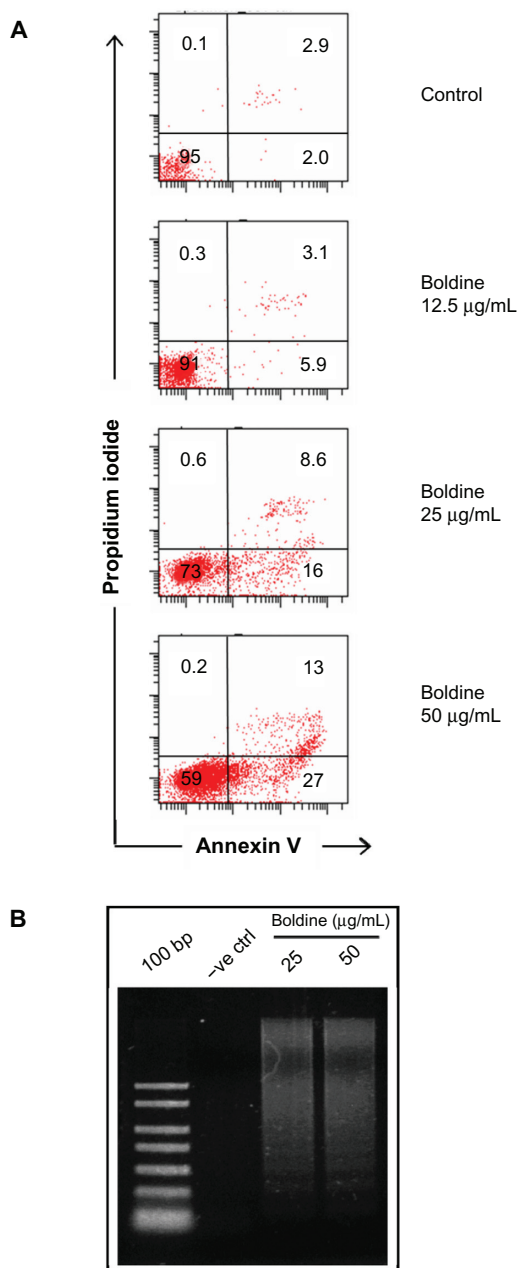 A
0.1 2.9
95 2.0
Control
0.3 3.1
91 5.9
Boldine
12.5 μg/mL
0.6 8.6
73 16
Boldine
25 μg/mL
0.2 13
59 27
Boldine
50 μg/mL
Propidium iodide
Annexin V
B
100 bp
–ve ctrl
Boldine (μg/mL)
25 50